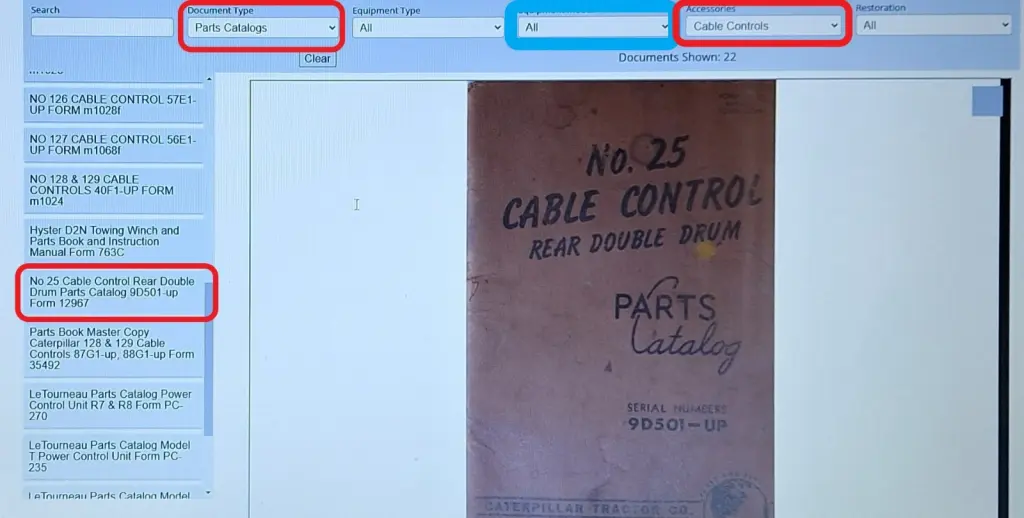 Search
Document Type
Equipment Type
Accessories
Restoration
Parts Catalogs
All
All
Cable Controls
All
Clear
Documents Shown: 22
NO 126 CABLE CONTROL 57E1-
UP FORM m1028f
NO 127 CABLE CONTROL 56E1-
UP FORM m1068f
NO 128 & 129 CABLE
CONTROLS 40F1-UP FORM
m1024
Hyster D2N Towing Winch and
Parts Book and Instruction
Manual Form 763C
No 25 Cable Control Rear Double
Drum Parts Catalog 9D501-up
Form 12967
Parts Book Master Copy
Caterpillar 128 & 129 Cable
Controls 87G1-up, 88G1-up Form
35492
LeTourneau Parts Catalog Power
Control Unit R7 & R8 Form PC-
270
LeTourneau Parts Catalog Model
T Power Control Unit Form PC-
235
LeTourneau Parts Catalog Model
No. 25
CABLE CONTROL
REAR DOUBLE DRUM
PARTS
Catalog
SERIAL NUMBERS
9D501-UP
CATERPILLAR TRACTOR CO.